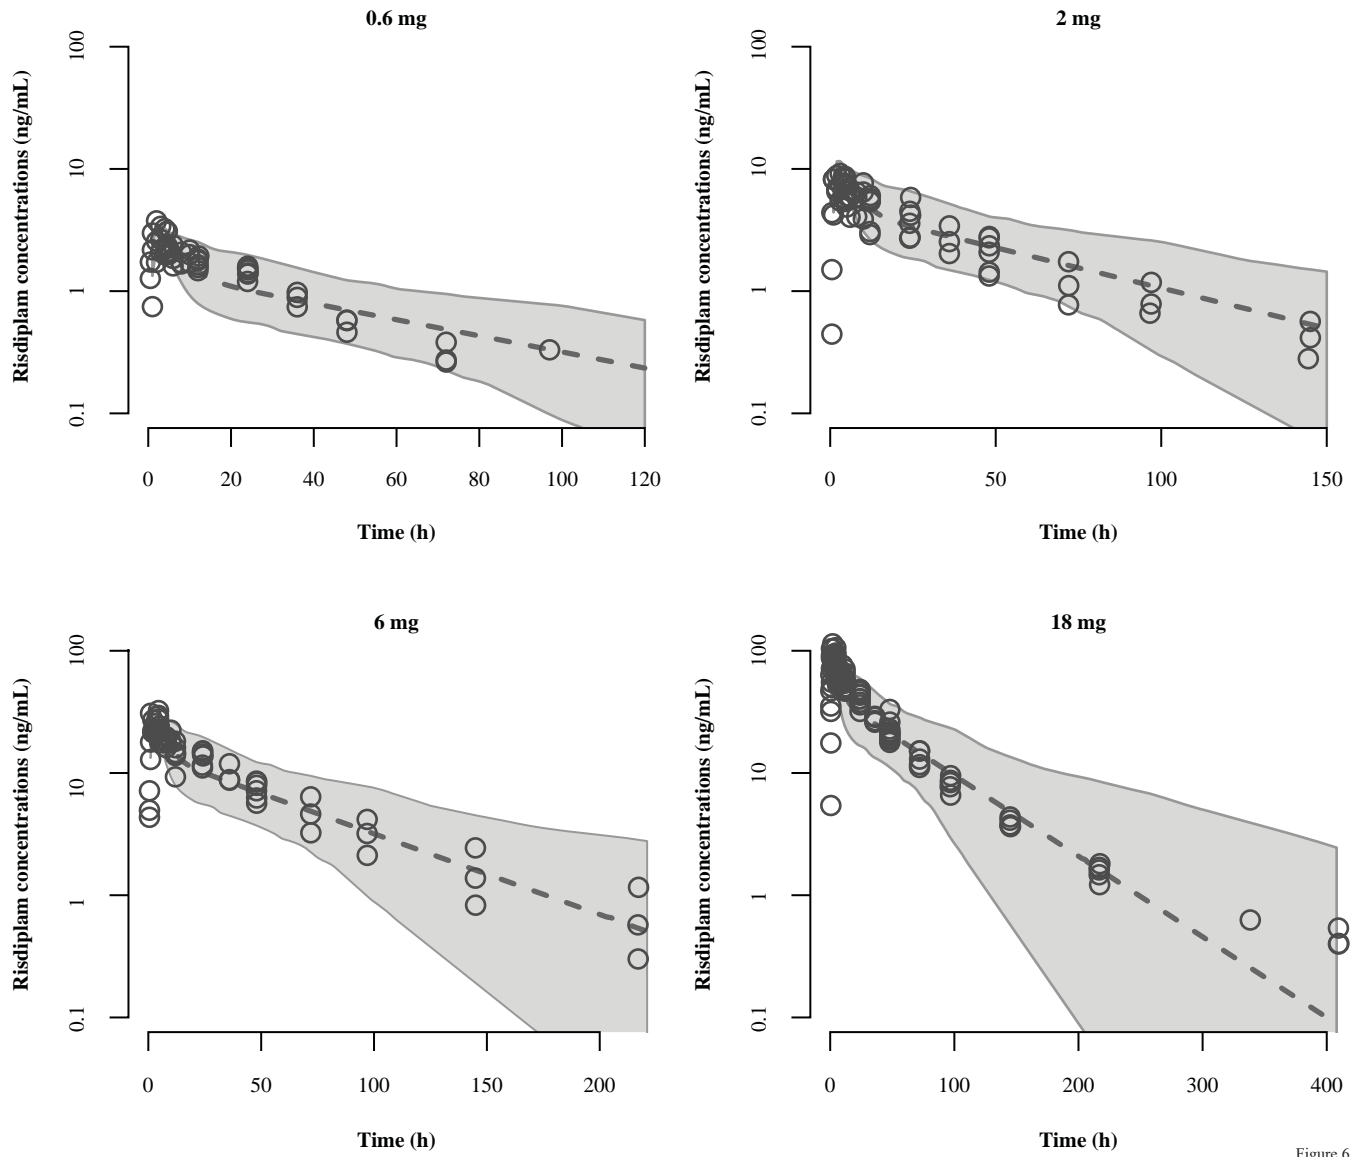 0.6 mg
Risdiplam concentrations (ng/mL)
100
10
1
0.1
0 20 40 60 80 100 120
Time (h)
2 mg
Risdiplam concentrations (ng/mL)
100
10
1
0.1
0 50 100 150
Time (h)
6 mg
Risdiplam concentrations (ng/mL)
100
10
1
0.1
0 50 100 150 200
Time (h)
18 mg
Risdiplam concentrations (ng/mL)
100
10
1
0.1
0 100 200 300 400
Time (h)
Figure 6